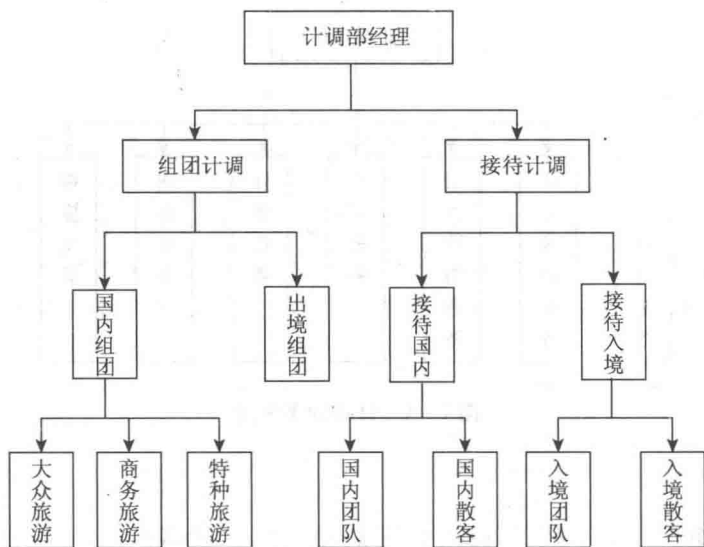 计调部经理
组团计调
接待计调
国内组团
出境组团
接待国内
接待入境
大众旅游
商务旅游
特种旅游
国内团队
国内散客
入境团队
入境散客